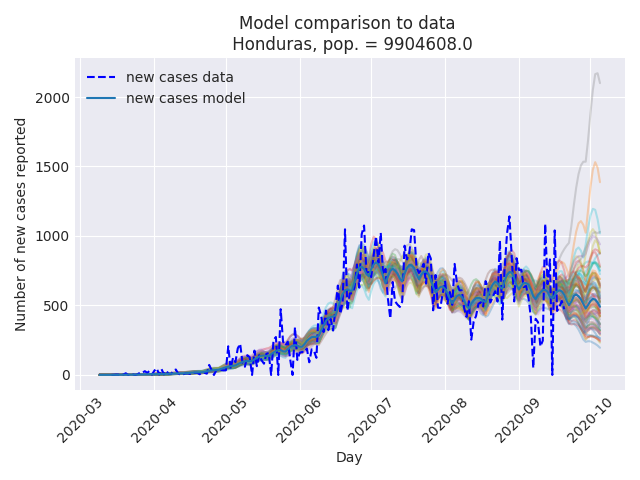 Model comparison to data
Honduras, pop. = 9904608.0
new cases data
new cases model
Number of new cases reported
2000
1500
1000
500
0
2020-03
2020-04
2020-05
2020-06
2020-07
2020-08
2020-09
2020-10
Day